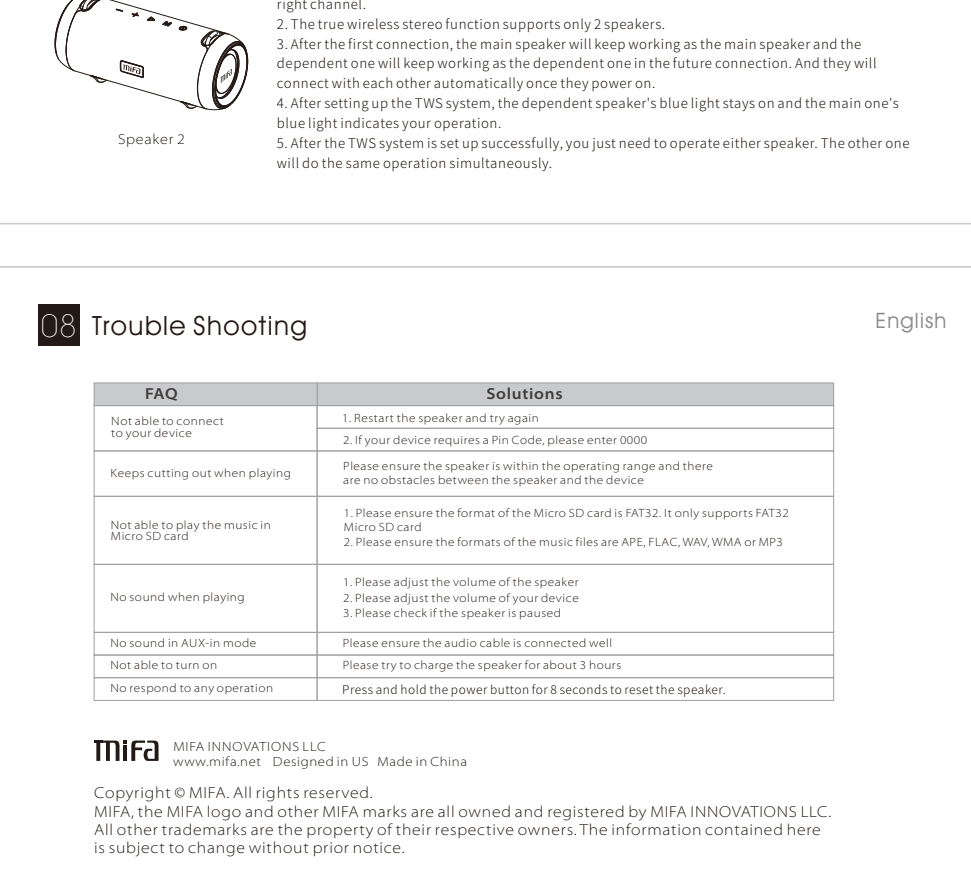 right channel.
2. The true wireless stereo function supports only 2 speakers.
3. After the first connection, the main speaker will keep working as the main speaker and the
dependent one will keep working as the dependent one in the future connection. And they will
connect with each other automatically once they power on.
4. After setting up the TWS system, the dependent speaker's blue light stays on and the main one's
blue light indicates your operation.
5. After the TWS system is set up successfully, you just need to operate either speaker. The other one
will do the same operation simultaneously.
mifa
mifa
Speaker 2
08 Trouble Shooting
English
FAQ
Solutions
Not able to connect
to your device
1. Restart the speaker and try again
2. If your device requires a Pin Code, please enter 0000
Keeps cutting out when playing
Please ensure the speaker is within the operating range and there
are no obstacles between the speaker and the device
Not able to play the music in
Micro SD card
1. Please ensure the format of the Micro SD card is FAT32. It only supports FAT32
Micro SD card
2. Please ensure the formats of the music files are APE, FLAC, WAV, WMA or MP3
No sound when playing
1. Please adjust the volume of the speaker
2. Please adjust the volume of your device
3. Please check if the speaker is paused
No sound in AUX-in mode
Please ensure the audio cable is connected well
Not able to turn on
Please try to charge the speaker for about 3 hours
No respond to any operation
Press and hold the power button for 8 seconds to reset the speaker.
mifa
MIFA INNOVATIONS LLC
www.mifa.net Designed in US Made in China
Copyright © MIFA. All rights reserved.
MIFA, the MIFA logo and other MIFA marks are all owned and registered by MIFA INNOVATIONS LLC.
All other trademarks are the property of their respective owners. The information contained here
is subject to change without prior notice.